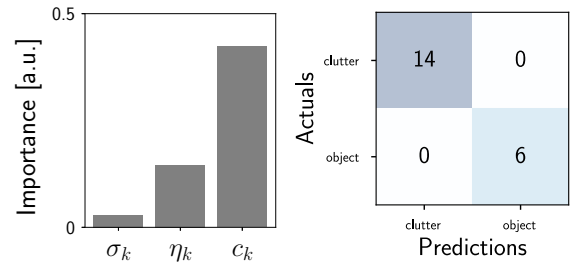 Importance [a.u.]
0.5
0
σ_k
η_k
c_k
Actuals
clutter
object
14
0
0
6
clutter
object
Predictions